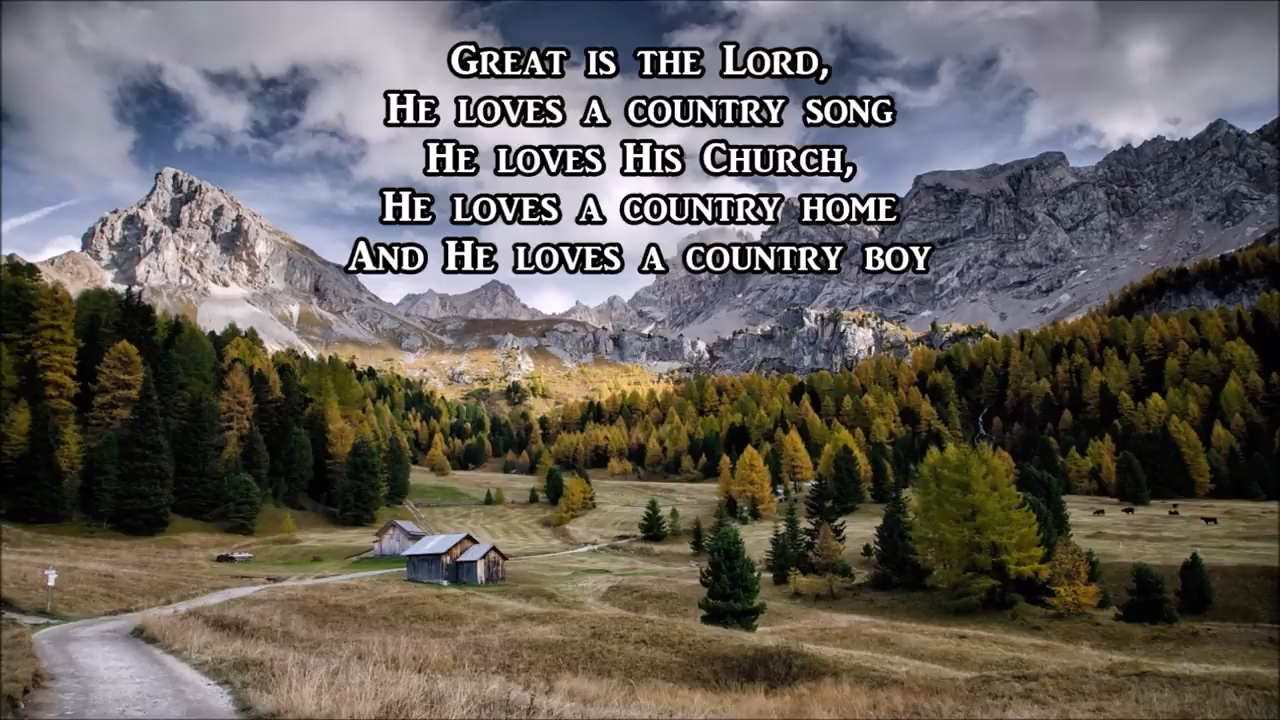 Great is the Lord,
He loves a country song
He loves His Church,
He loves a country home
And He loves a country boy